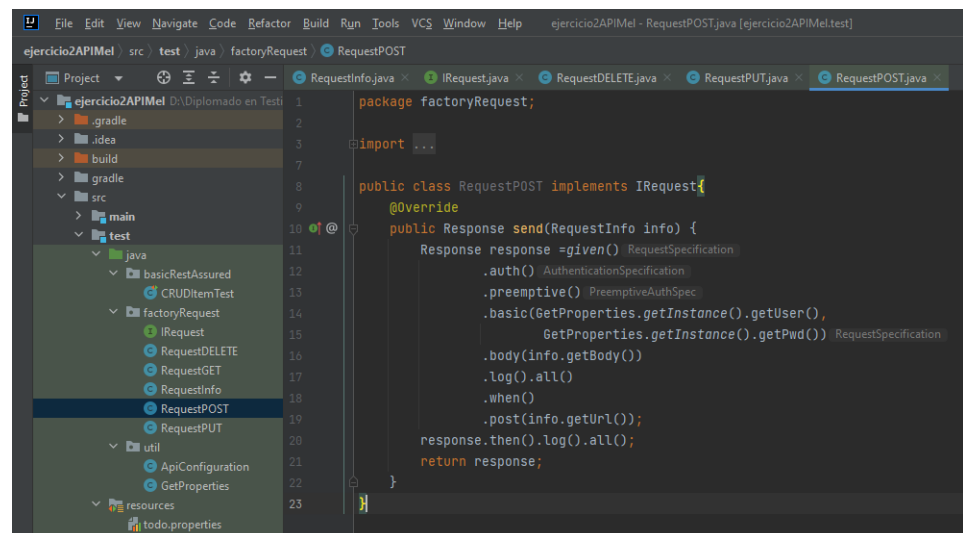 File Edit View Navigate Code Refactor Build Run Tools VCS Window Help ejercicio2APIMel - RequestPOST.java [ejercicio2APIMel.test]
ejercicio2APIMel src test java factoryRequest RequestPOST
Project
Project
ejercicio2APIMel D:\Diplomado en Testi
.gradle
.idea
build
gradle
src
main
test
java
basicRestAssured
CRUDItemTest
factoryRequest
IRequest
RequestDELETE
RequestGET
RequestInfo
RequestPOST
RequestPUT
util
ApiConfiguration
GetProperties
resources
todo.properties
RequestInfo.java IRequest.java RequestDELETE.java RequestPUT.java RequestPOST.java
1 package factoryRequest;
2
3 import ...
7
8 public class RequestPOST implements IRequest{
9 @Override
10 @ public Response send(RequestInfo info) {
11 Response response =given() RequestSpecification
12 .auth() AuthenticationSpecification
13 .preemptive() PreemptiveAuthSpec
14 .basic(GetProperties.getInstance().getUser(),
15 GetProperties.getInstance().getPwd()) RequestSpecification
16 .body(info.getBody())
17 .log().all()
18 .when()
19 .post(info.getUrl());
20 response.then().log().all();
21 return response;
22 }
23 }